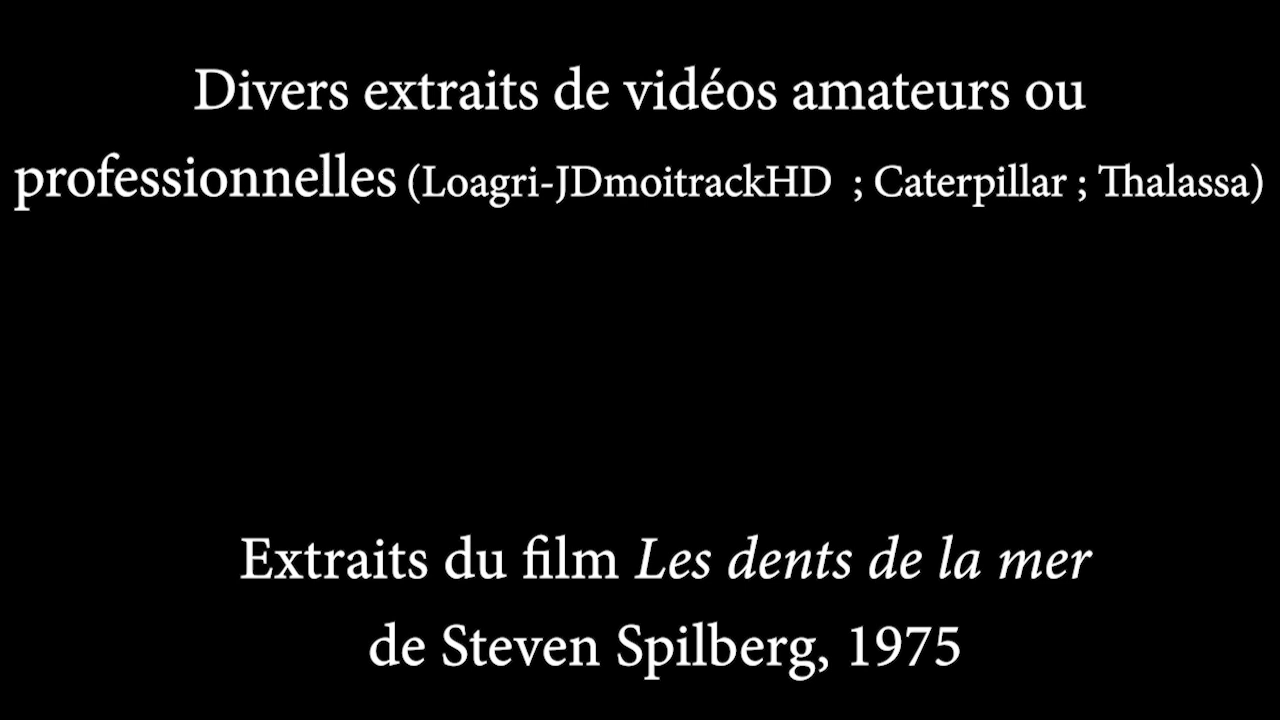 Divers extraits de vidéos amateurs ou
professionnelles (Loagri-JDmoitrackHD ; Caterpillar ; Thalassa)
Extraits du film Les dents de la mer
de Steven Spilberg, 1975